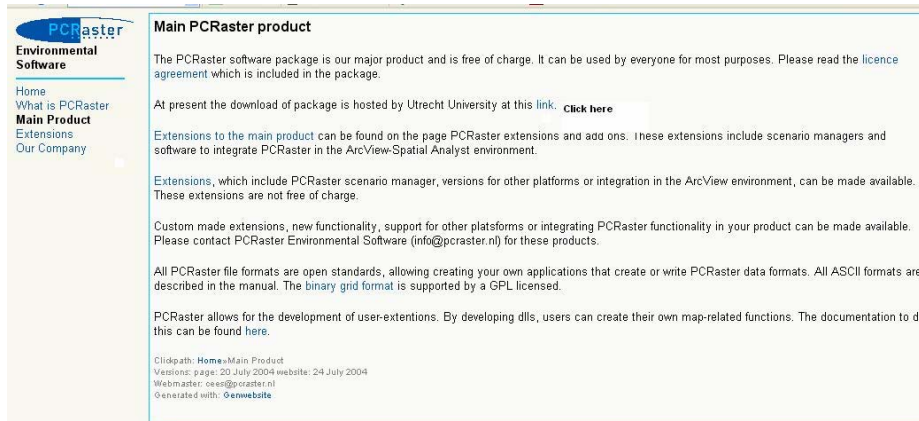 PCRaster
Environmental
Software
Home
What is PCRaster
Main Product
Extensions
Our Company
Main PCRaster product
The PCRaster software package is our major product and is free of charge. It can be used by everyone for most purposes. Please read the licence
agreement which is included in the package.
At present the download of package is hosted by Utrecht University at this link. Click here
Extensions to the main product can be found on the page PCRaster extensions and add ons. These extensions include scenario managers and
software to integrate PCRaster in the ArcView-Spatial Analyst environment.
Extensions, which include PCRaster scenario manager, versions for other platforms or integration in the ArcView environment, can be made available.
These extensions are not free of charge.
Custom made extensions, new functionality, support for other platsforms or integrating PCRaster functionality in your product can be made available.
Please contact PCRaster Environmental Software (info@pcraster.nl) for these products.
All PCRaster file formats are open standards, allowing creating your own applications that create or write PCRaster data formats. All ASCII formats are
described in the manual. The binary grid format is supported by a GPL licensed.
PCRaster allows for the development of user-extentions. By developing dlls, users can create their own map-related functions. The documentation to d
this can be found here.
Clickpath: Home»Main Product
Versions: page: 20 July 2004 website: 24 July 2004
Webmaster: cees@pcraster.nl
Generated with: Genwebsite